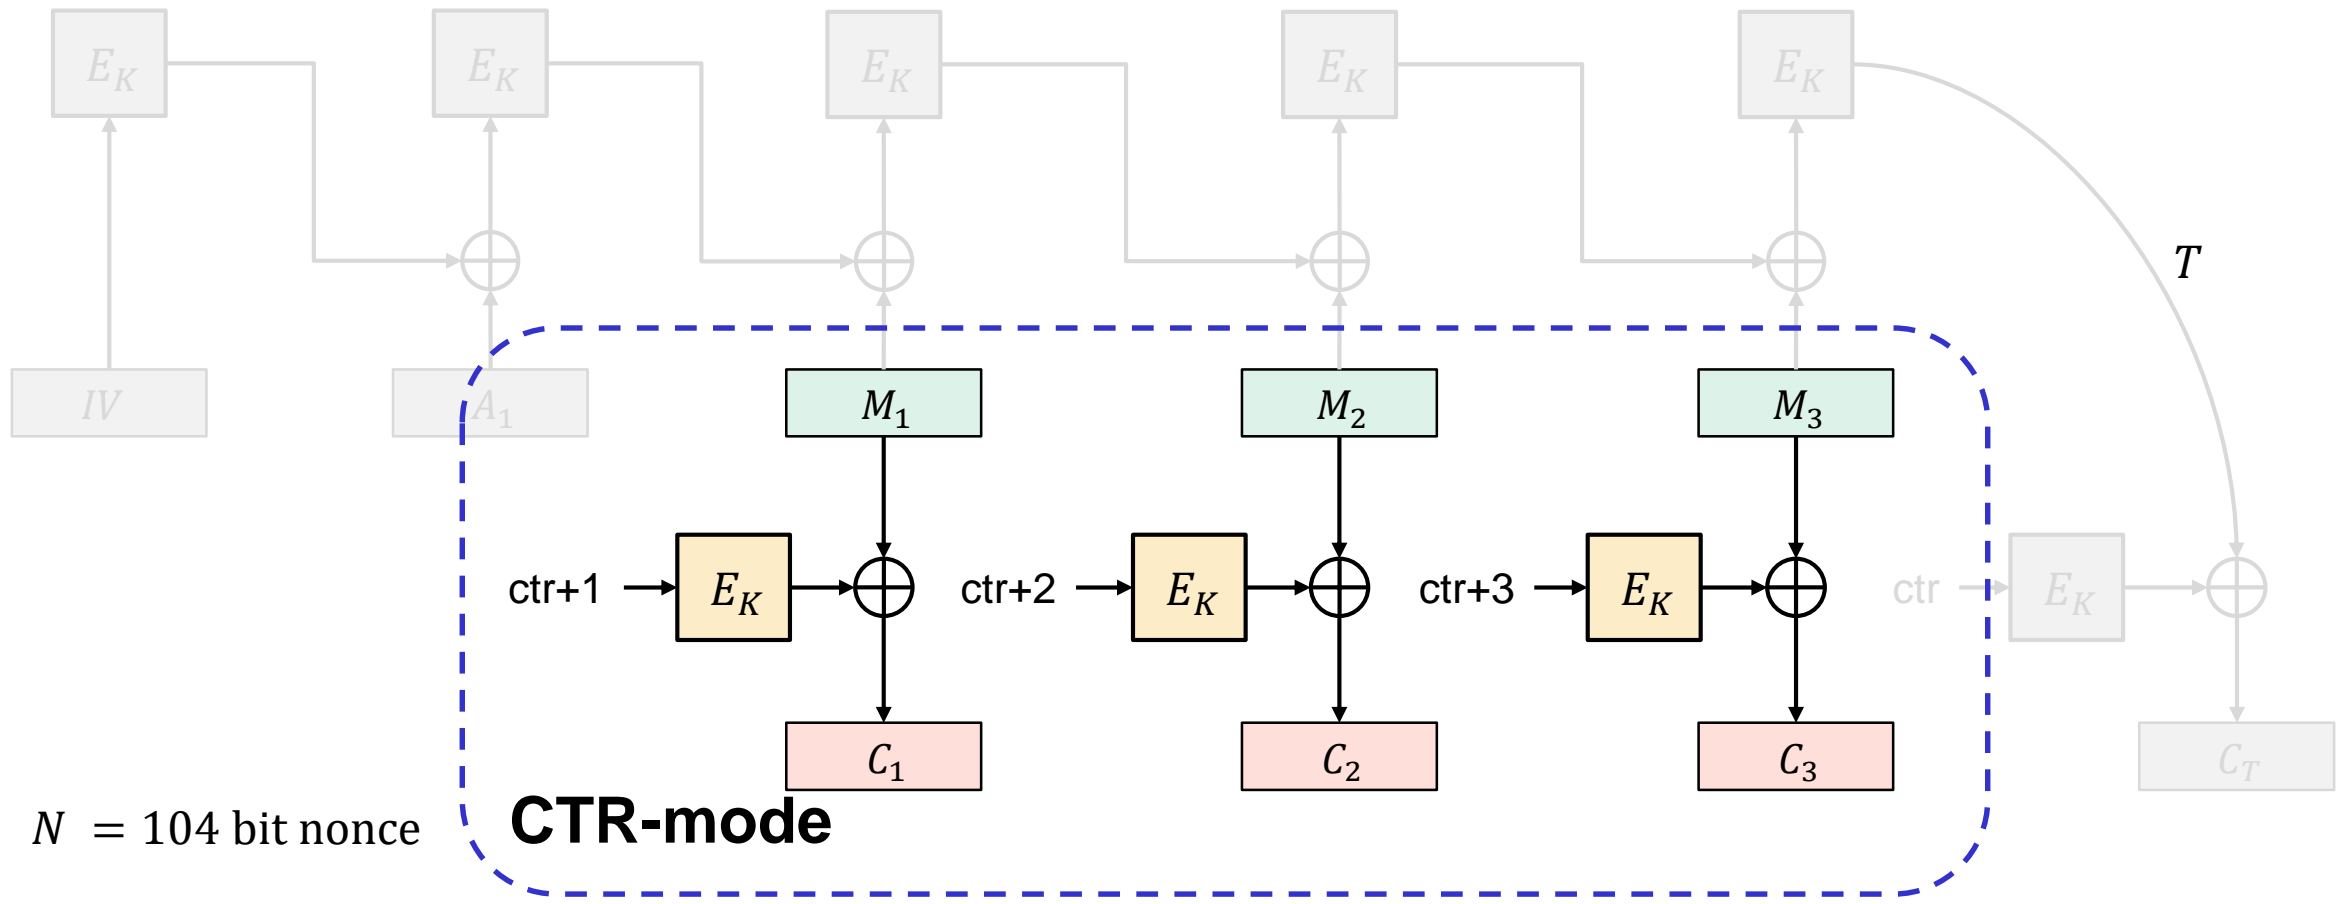 E_K E_K E_K E_K E_K
T
IV A_1 M_1 M_2 M_3
ctr+1 E_K ctr+2 E_K ctr+3 E_K ctr E_K
C_1 C_2 C_3 C_T
N = 104 bit nonce CTR-mode